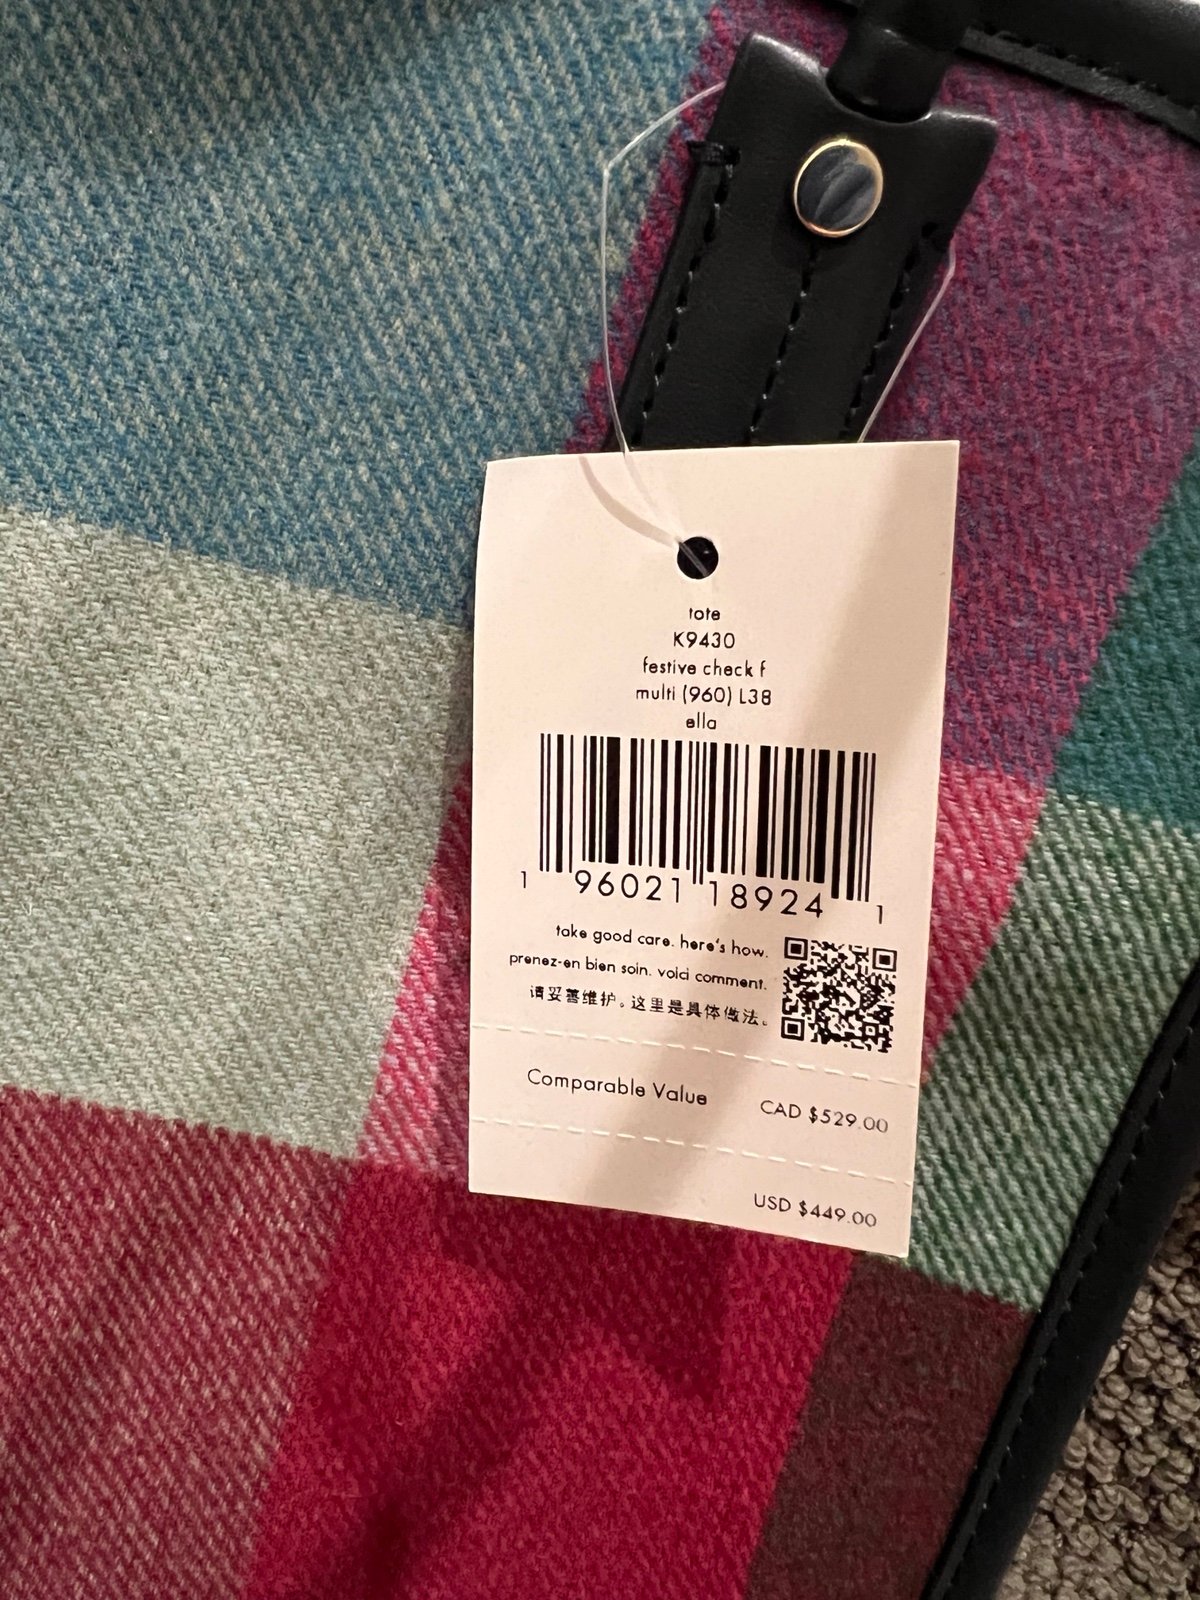 tote
K9430
festive check f
multi (960) L38
ella
1 96021 18924 1
take good care. here's how.
prenez-en bien soin. voici comment.
请妥善维护。这里是具体做法。
Comparable Value CAD $529.00
USD $449.00